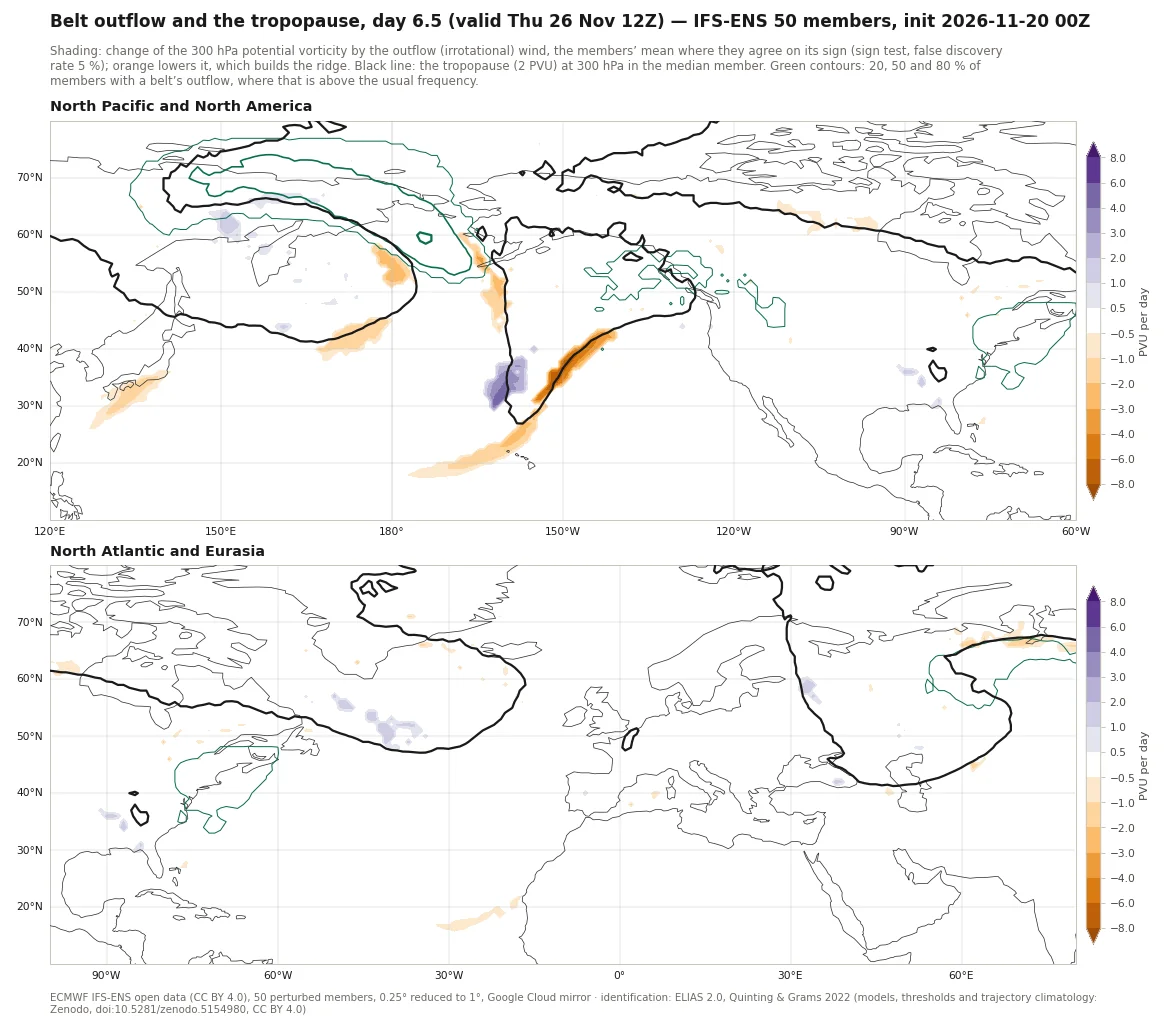 Belt outflow and the tropopause, day 6.5 (valid Thu 26 Nov 12Z) — IFS-ENS 50 members, init 2026-11-20 00Z
Shading: change of the 300 hPa potential vorticity by the outflow (irrotational) wind, the members’ mean where they agree on its sign (sign test, false discovery
rate 5 %); orange lowers it, which builds the ridge. Black line: the tropopause (2 PVU) at 300 hPa in the median member. Green contours: 20, 50 and 80 % of
members with a belt’s outflow, where that is above the usual frequency.
North Pacific and North America
70°N
60°N
50°N
40°N
30°N
20°N
120°E 150°E 180° 150°W 120°W 90°W 60°W
8.0
6.0
4.0
3.0
2.0
1.0
0.5
−0.5
−1.0
−2.0
−3.0
−4.0
−6.0
−8.0
PVU per day
North Atlantic and Eurasia
70°N
60°N
50°N
40°N
30°N
20°N
90°W 60°W 30°W 0° 30°E 60°E
8.0
6.0
4.0
3.0
2.0
1.0
0.5
−0.5
−1.0
−2.0
−3.0
−4.0
−6.0
−8.0
PVU per day
ECMWF IFS-ENS open data (CC BY 4.0), 50 perturbed members, 0.25° reduced to 1°, Google Cloud mirror · identification: ELIAS 2.0, Quinting & Grams 2022 (models, thresholds and trajectory climatology:
Zenodo, doi:10.5281/zenodo.5154980, CC BY 4.0)